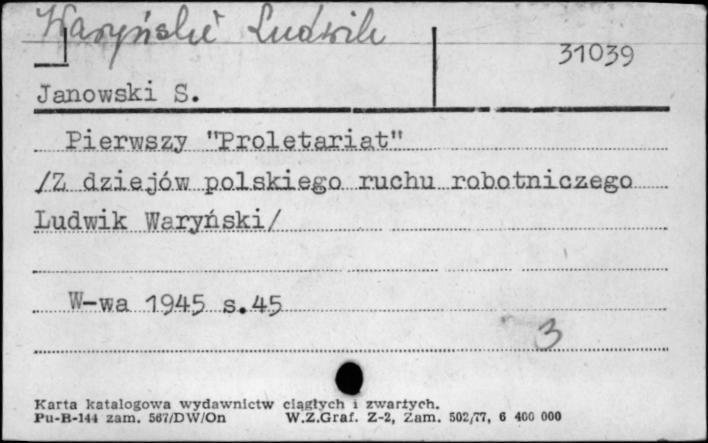 Waryński Ludwik
31039
Janowski S.
Pierwszy "Proletariat"
/Z dziejów polskiego ruchu robotniczego
Ludwik Waryński/
W-wa 1945 s.45
3
Karta katalogowa wydawnictw ciągłych i zwartych.
Pu-B-144 zam. 567/DW/On W.Z.Graf. Z-2, Zam. 502/77, 6 400 000